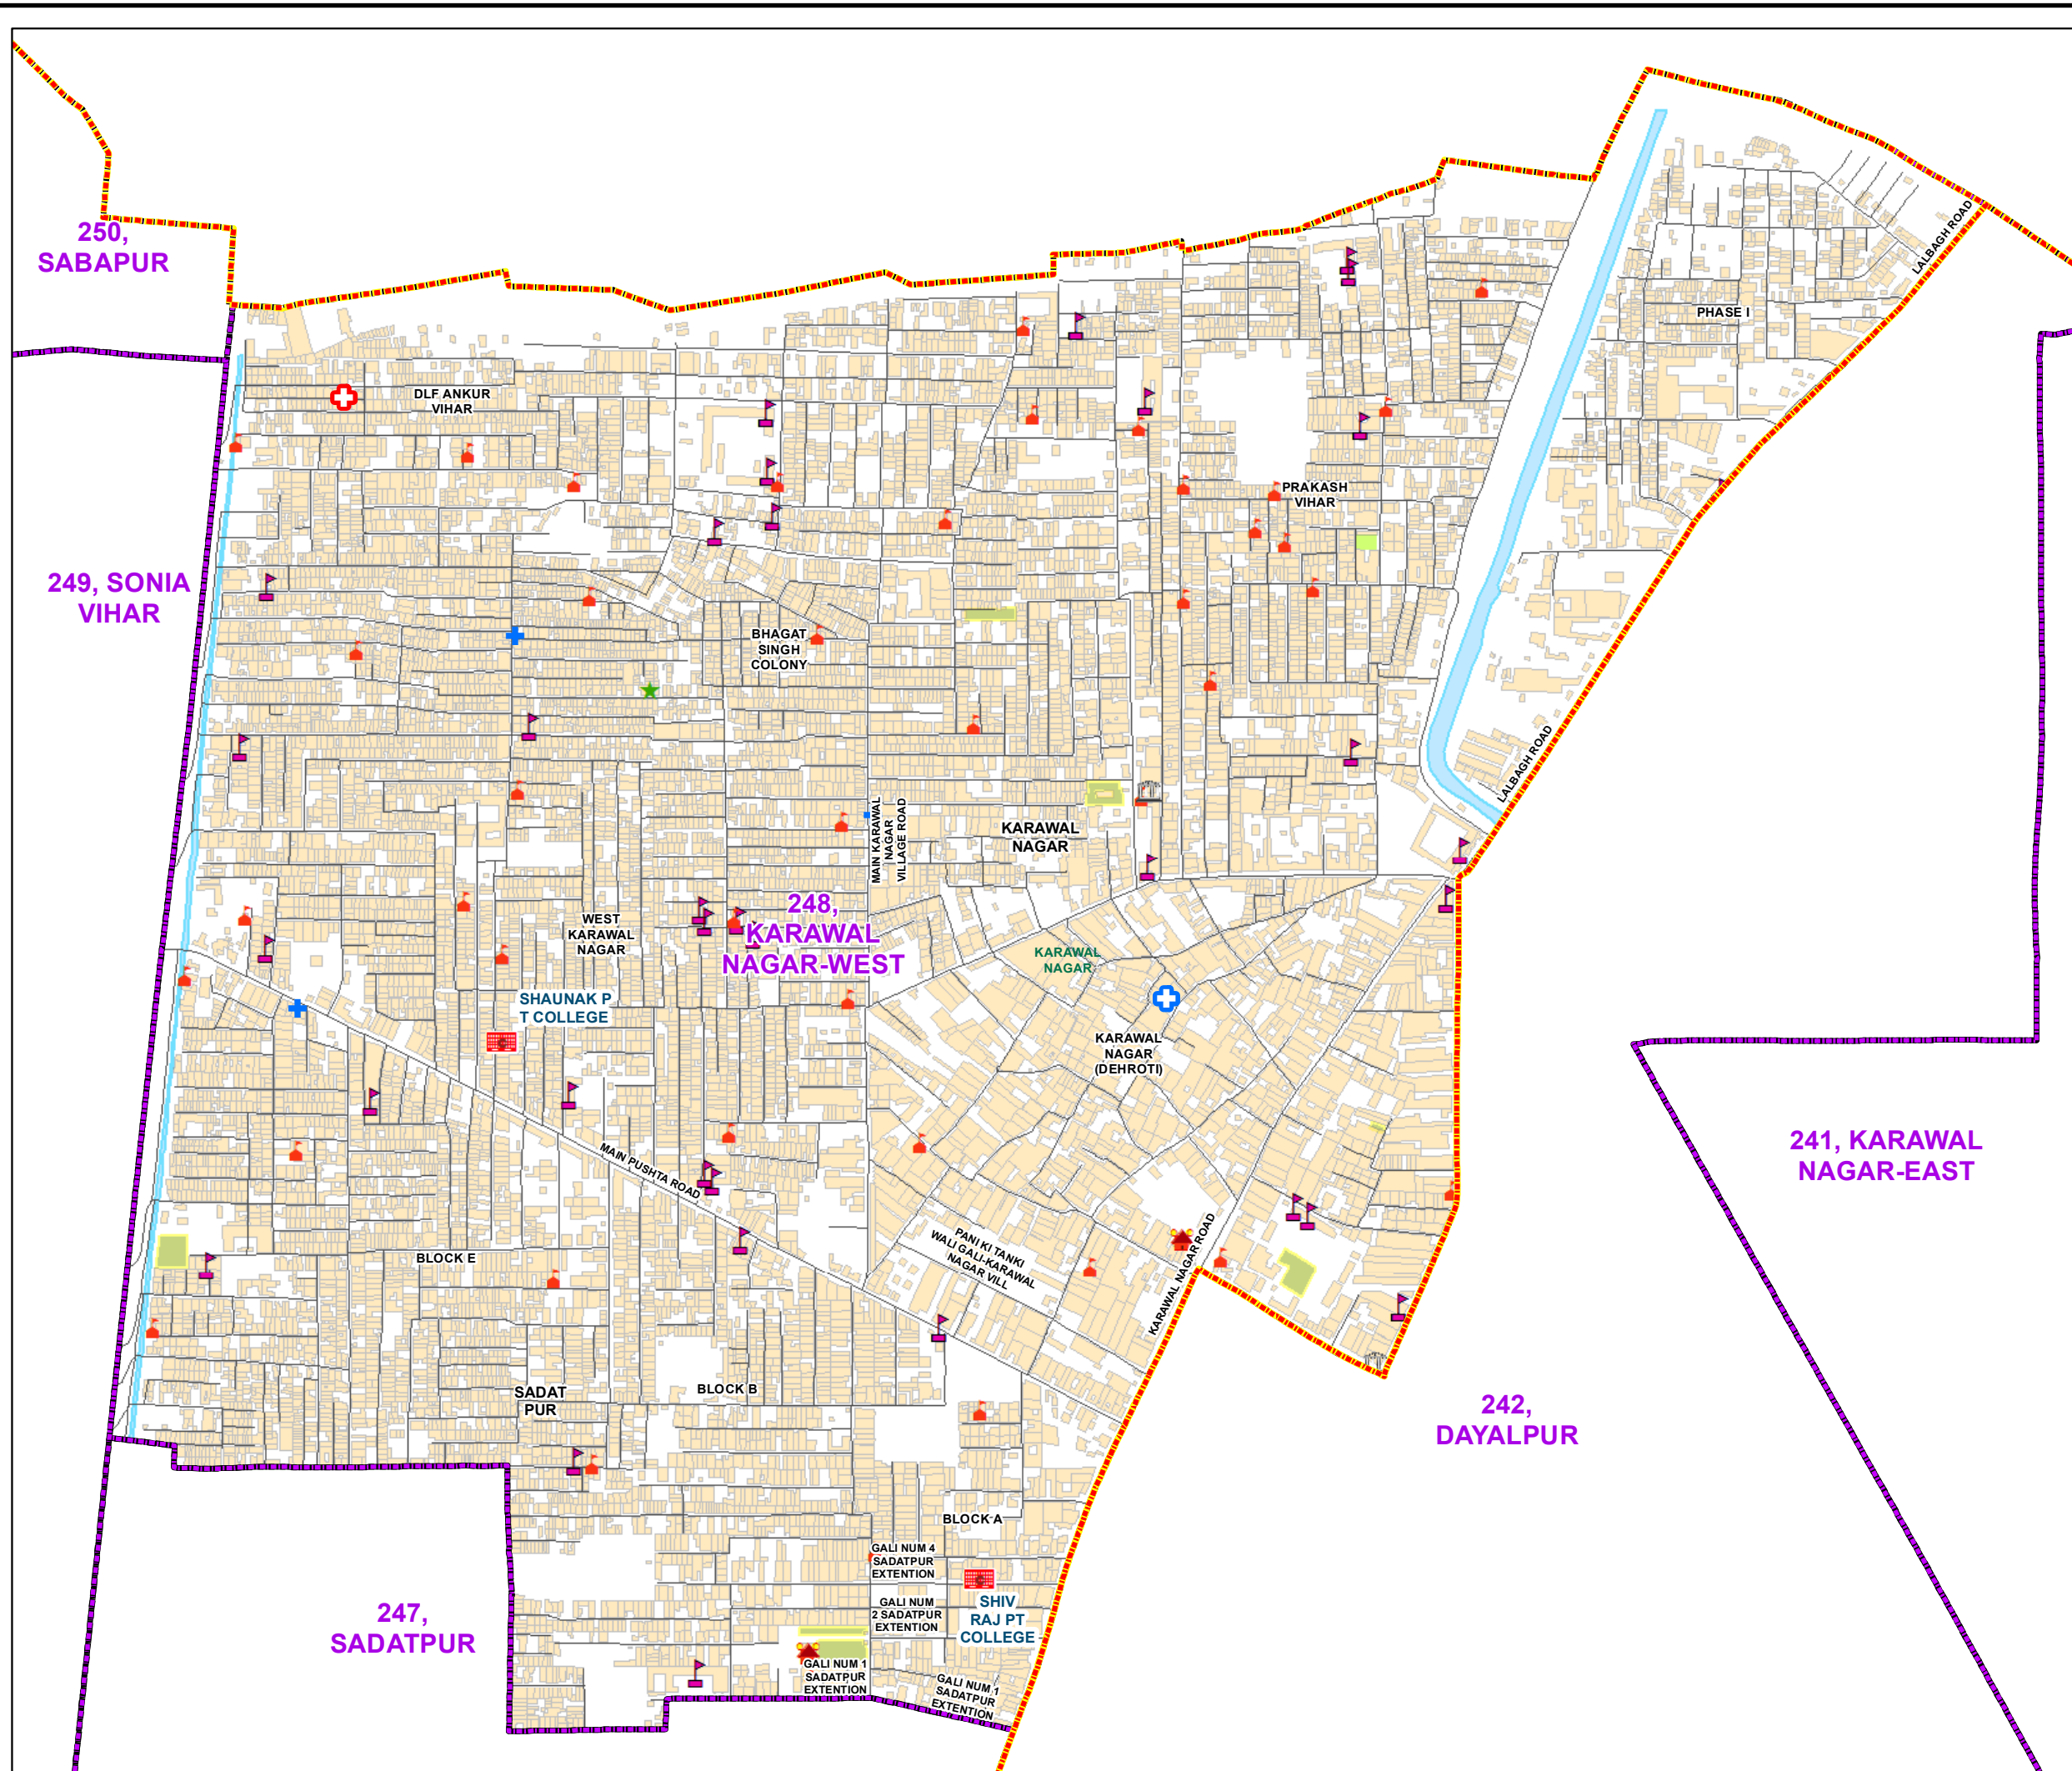 LALBAGH ROAD
250,
SABAPUR
PHASE I
DLF ANKUR
VIHAR
PRAKASH
VIHAR
249, SONIA
VIHAR
BHAGAT
SINGH
COLONY
LALBAGH ROAD
MAIN KARAWAL
NAGAR
VILLAGE ROAD
KARAWAL
NAGAR
248,
KARAWAL
NAGAR-WEST
WEST
KARAWAL
NAGAR
KARAWAL
NAGAR
SHAUNAK P
T COLLEGE
KARAWAL
NAGAR
(DEHROTI)
241, KARAWAL
NAGAR-EAST
MAIN PUSHTA ROAD
PANI KI TANKI
WALI GALI-KARAWAL
NAGAR VILL
KARAWAL NAGAR ROAD
BLOCK E
SADAT
PUR
BLOCK B
242,
DAYALPUR
BLOCK A
GALI NUM 4
SADATPUR
EXTENTION
GALI NUM
2 SADATPUR
EXTENTION
SHIV
RAJ PT
COLLEGE
247,
SADATPUR
GALI NUM 1
SADATPUR
EXTENTION
GALI NUM 1
SADATPUR
EXTENTION